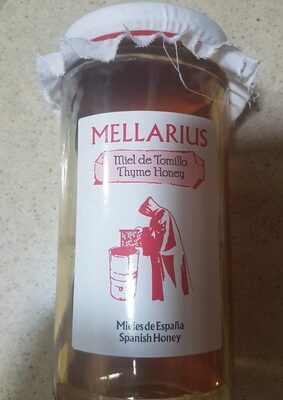 MELLARIUS
Miel de Tomillo
Thyme Honey
Mieles de España
Spanish Honey